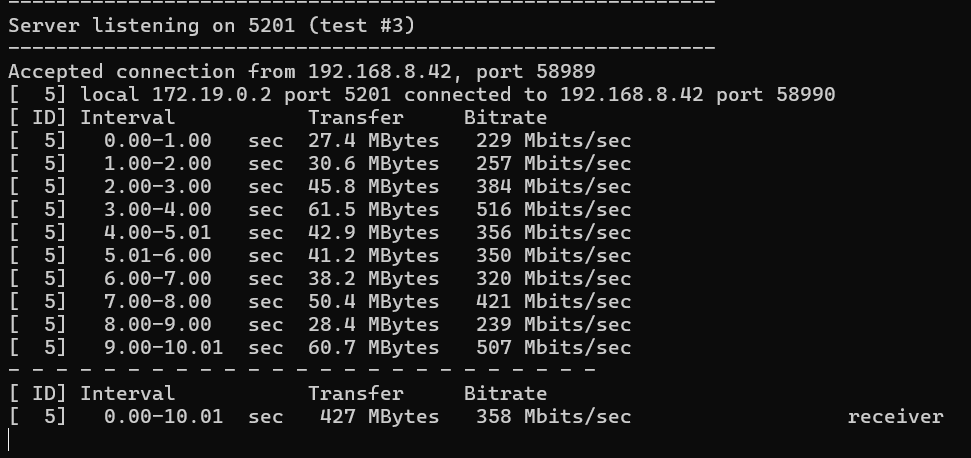 -----------------------------------------------------------
Server listening on 5201 (test #3)
-----------------------------------------------------------
Accepted connection from 192.168.8.42, port 58989
[  5] local 172.19.0.2 port 5201 connected to 192.168.8.42 port 58990
[ ID] Interval           Transfer     Bitrate
[  5]   0.00-1.00   sec  27.4 MBytes   229 Mbits/sec
[  5]   1.00-2.00   sec  30.6 MBytes   257 Mbits/sec
[  5]   2.00-3.00   sec  45.8 MBytes   384 Mbits/sec
[  5]   3.00-4.00   sec  61.5 MBytes   516 Mbits/sec
[  5]   4.00-5.01   sec  42.9 MBytes   356 Mbits/sec
[  5]   5.01-6.00   sec  41.2 MBytes   350 Mbits/sec
[  5]   6.00-7.00   sec  38.2 MBytes   320 Mbits/sec
[  5]   7.00-8.00   sec  50.4 MBytes   421 Mbits/sec
[  5]   8.00-9.00   sec  28.4 MBytes   239 Mbits/sec
[  5]   9.00-10.01  sec  60.7 MBytes   507 Mbits/sec
- - - - - - - - - - - - - - - - - - - - - - - - -
[ ID] Interval           Transfer     Bitrate
[  5]   0.00-10.01  sec   427 MBytes   358 Mbits/sec                  receiver